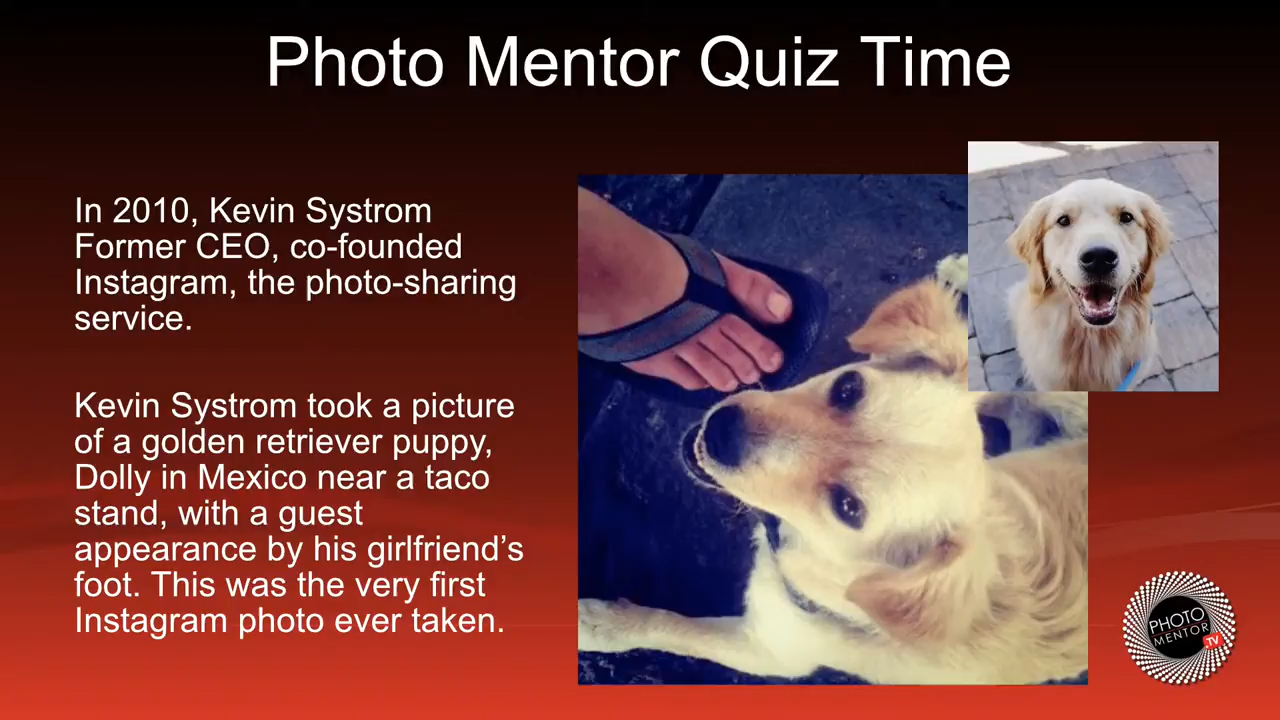 Photo Mentor Quiz Time
In 2010, Kevin Systrom
Former CEO, co-founded
Instagram, the photo-sharing
service.
Kevin Systrom took a picture
of a golden retriever puppy,
Dolly in Mexico near a taco
stand, with a guest
appearance by his girlfriend’s
foot. This was the very first
Instagram photo ever taken.
PHOTO
MENTOR
TV